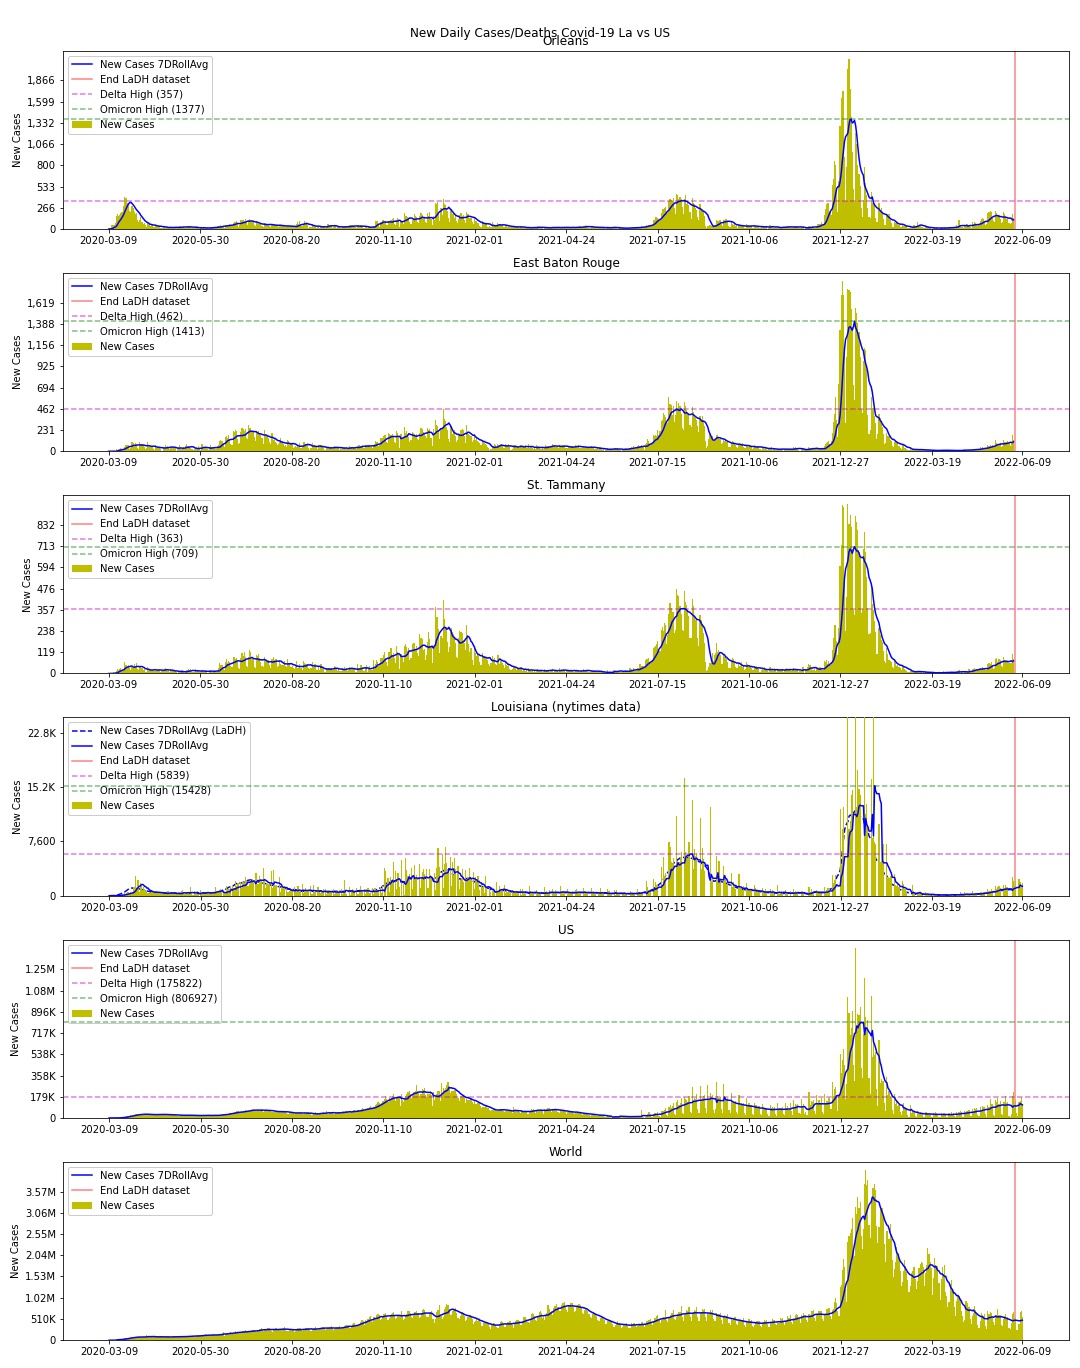 New Daily Cases/Deaths Covid-19 La vs US
Orleans
New Cases 7DRollAvg
End LaDH dataset
Delta High (357)
Omicron High (1377)
New Cases
New Cases
1,866
1,599
1,332
1,066
800
533
266
0
2020-03-09 2020-05-30 2020-08-20 2020-11-10 2021-02-01 2021-04-24 2021-07-15 2021-10-06 2021-12-27 2022-03-19 2022-06-09
East Baton Rouge
New Cases 7DRollAvg
End LaDH dataset
Delta High (462)
Omicron High (1413)
New Cases
New Cases
1,619
1,388
1,156
925
694
462
231
0
2020-03-09 2020-05-30 2020-08-20 2020-11-10 2021-02-01 2021-04-24 2021-07-15 2021-10-06 2021-12-27 2022-03-19 2022-06-09
St. Tammany
New Cases 7DRollAvg
End LaDH dataset
Delta High (363)
Omicron High (709)
New Cases
New Cases
832
713
594
476
357
238
119
0
2020-03-09 2020-05-30 2020-08-20 2020-11-10 2021-02-01 2021-04-24 2021-07-15 2021-10-06 2021-12-27 2022-03-19 2022-06-09
Louisiana (nytimes data)
New Cases 7DRollAvg (LaDH)
New Cases 7DRollAvg
End LaDH dataset
Delta High (5839)
Omicron High (15428)
New Cases
New Cases
22.8K
15.2K
7,600
0
2020-03-09 2020-05-30 2020-08-20 2020-11-10 2021-02-01 2021-04-24 2021-07-15 2021-10-06 2021-12-27 2022-03-19 2022-06-09
US
New Cases 7DRollAvg
End LaDH dataset
Delta High (175822)
Omicron High (806927)
New Cases
New Cases
1.25M
1.08M
896K
717K
538K
358K
179K
0
2020-03-09 2020-05-30 2020-08-20 2020-11-10 2021-02-01 2021-04-24 2021-07-15 2021-10-06 2021-12-27 2022-03-19 2022-06-09
World
New Cases 7DRollAvg
End LaDH dataset
New Cases
New Cases
3.57M
3.06M
2.55M
2.04M
1.53M
1.02M
510K
0
2020-03-09 2020-05-30 2020-08-20 2020-11-10 2021-02-01 2021-04-24 2021-07-15 2021-10-06 2021-12-27 2022-03-19 2022-06-09